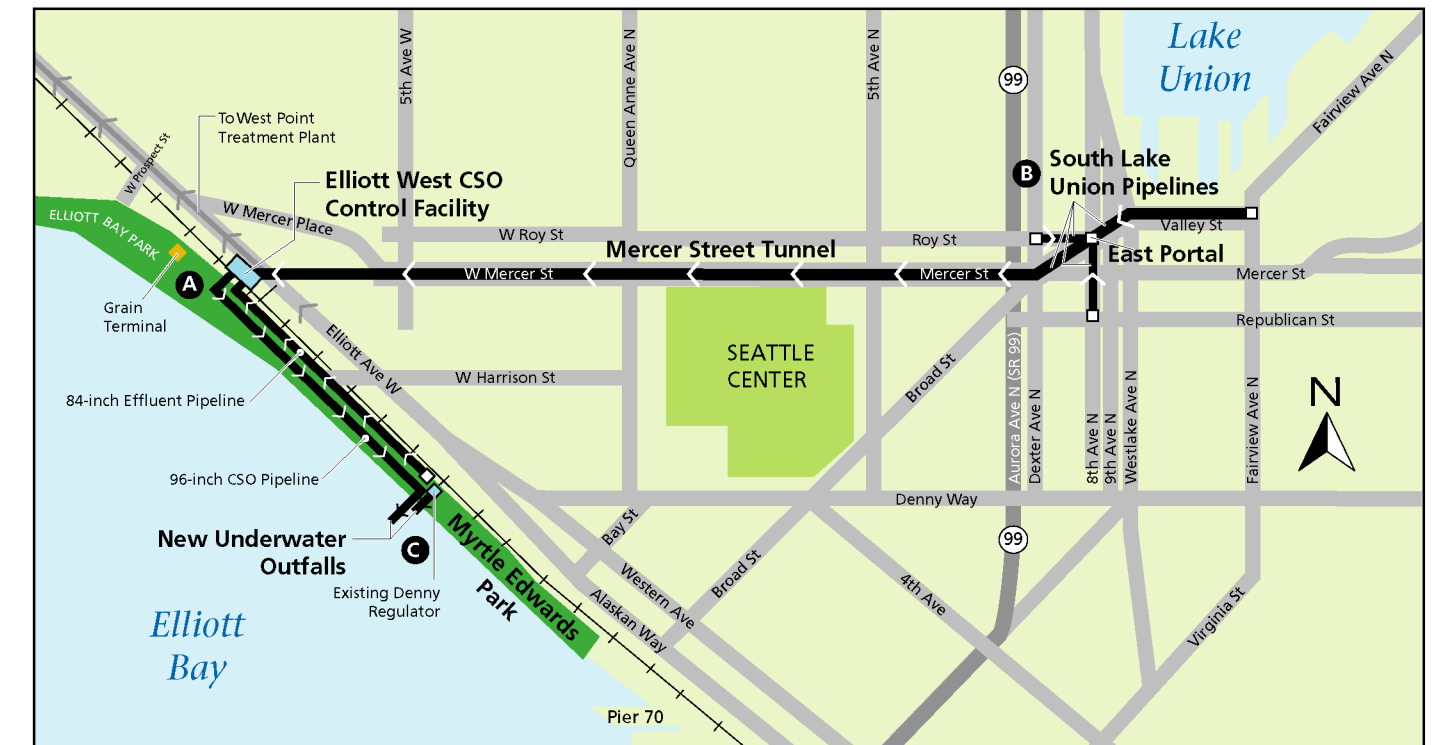 Lake
Union
5th Ave W
Queen Anne Ave N
5th Ave N
99
Fairview Ave N
To West Point
Treatment Plant
W Prospect St
Elliott West CSO
Control Facility
B
South Lake
Union Pipelines
ELLIOTT BAY PARK
W Mercer Place
W Roy St
Roy St
Valley St
Mercer Street Tunnel
East Portal
W Mercer St
Mercer St
Mercer St
A
Grain
Terminal
Republican St
Elliott Ave W
SEATTLE
CENTER
W Harrison St
Broad St
Aurora Ave N (SR 99)
Dexter Ave N
8th Ave N
9th Ave N
Westlake Ave N
Fairview Ave N
N
84-inch Effluent Pipeline
96-inch CSO Pipeline
Denny Way
New Underwater
Outfalls
C
Myrtle Edwards
Park
Bay St
99
Existing Denny
Regulator
Western Ave
Broad St
4th Ave
Alaskan Way
Virginia St
Elliott
Bay
Pier 70